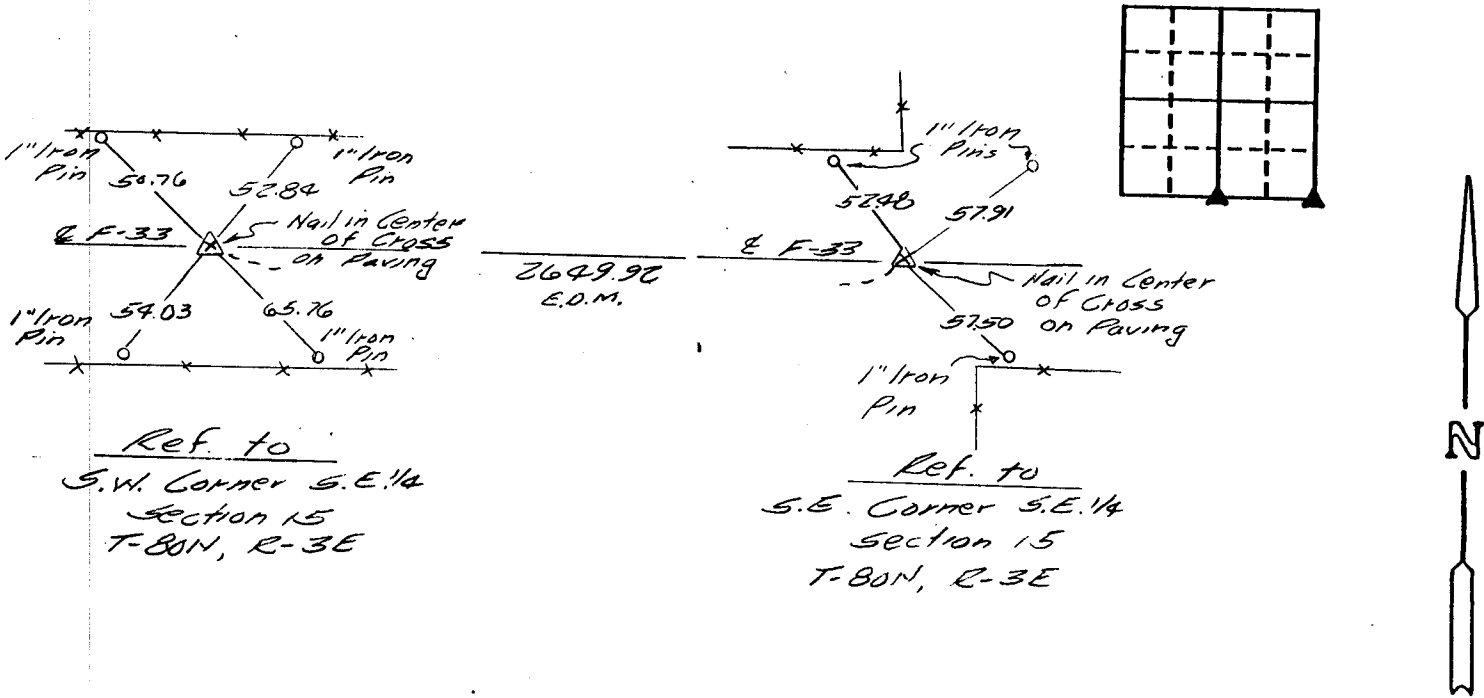 1" Iron
Pin
50.76
52.84
1" Iron
Pin
℄ F-33
Nail in Center
of Cross
on Paving
1" Iron
Pin
54.03
65.76
1" Iron
Pin
Ref. to
S.W. Corner S.E. 1/4
Section 15
T-80N, R-3E
2649.92
E.D.M.
1" Iron
Pins
57.48
57.91
℄ F-33
Nail in Center
of Cross
on Paving
57.50
1" Iron
Pin
Ref. to
S.E. Corner S.E. 1/4
Section 15
T-80N, R-3E
N